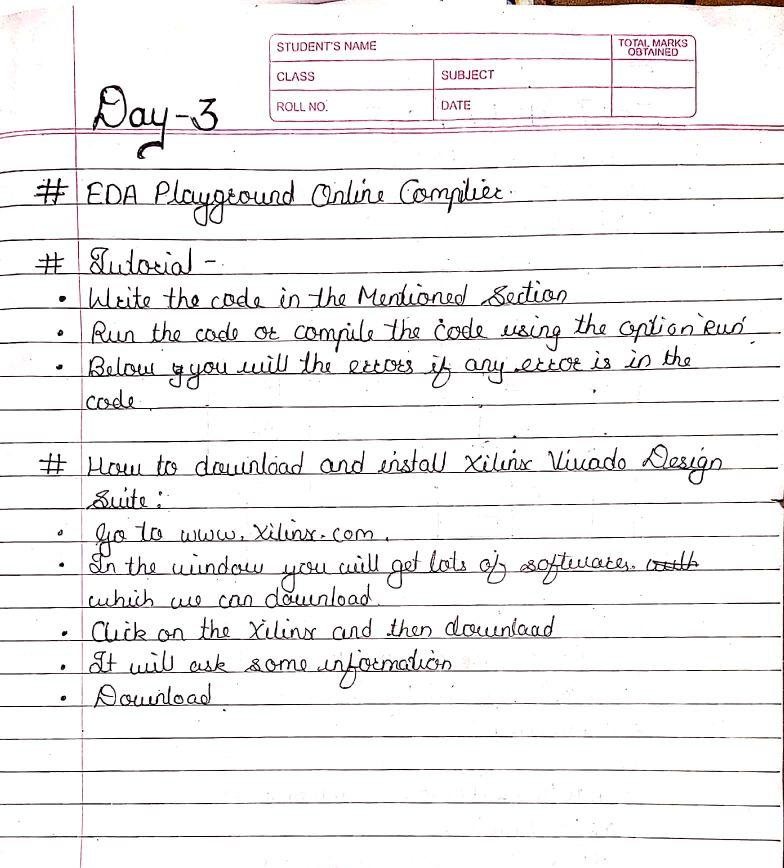 STUDENT'S NAME
TOTAL MARKS OBTAINED
CLASS
SUBJECT
ROLL NO.
DATE
Day-3
# EDA Playground Online Compilier.
# Tutorial -
• Write the code in the Mentioned Section
• Run the code or compile the code using the option 'Run'
• Below you will the errors if any error is in the
code.
# How to download and install Xilinx Vivado Design
Suite:
• Go to www.Xilinx.com.
• In the window you will get lots of softwares.
which we can download.
• Click on the Xilinx and then download
• It will ask some information
• Download.